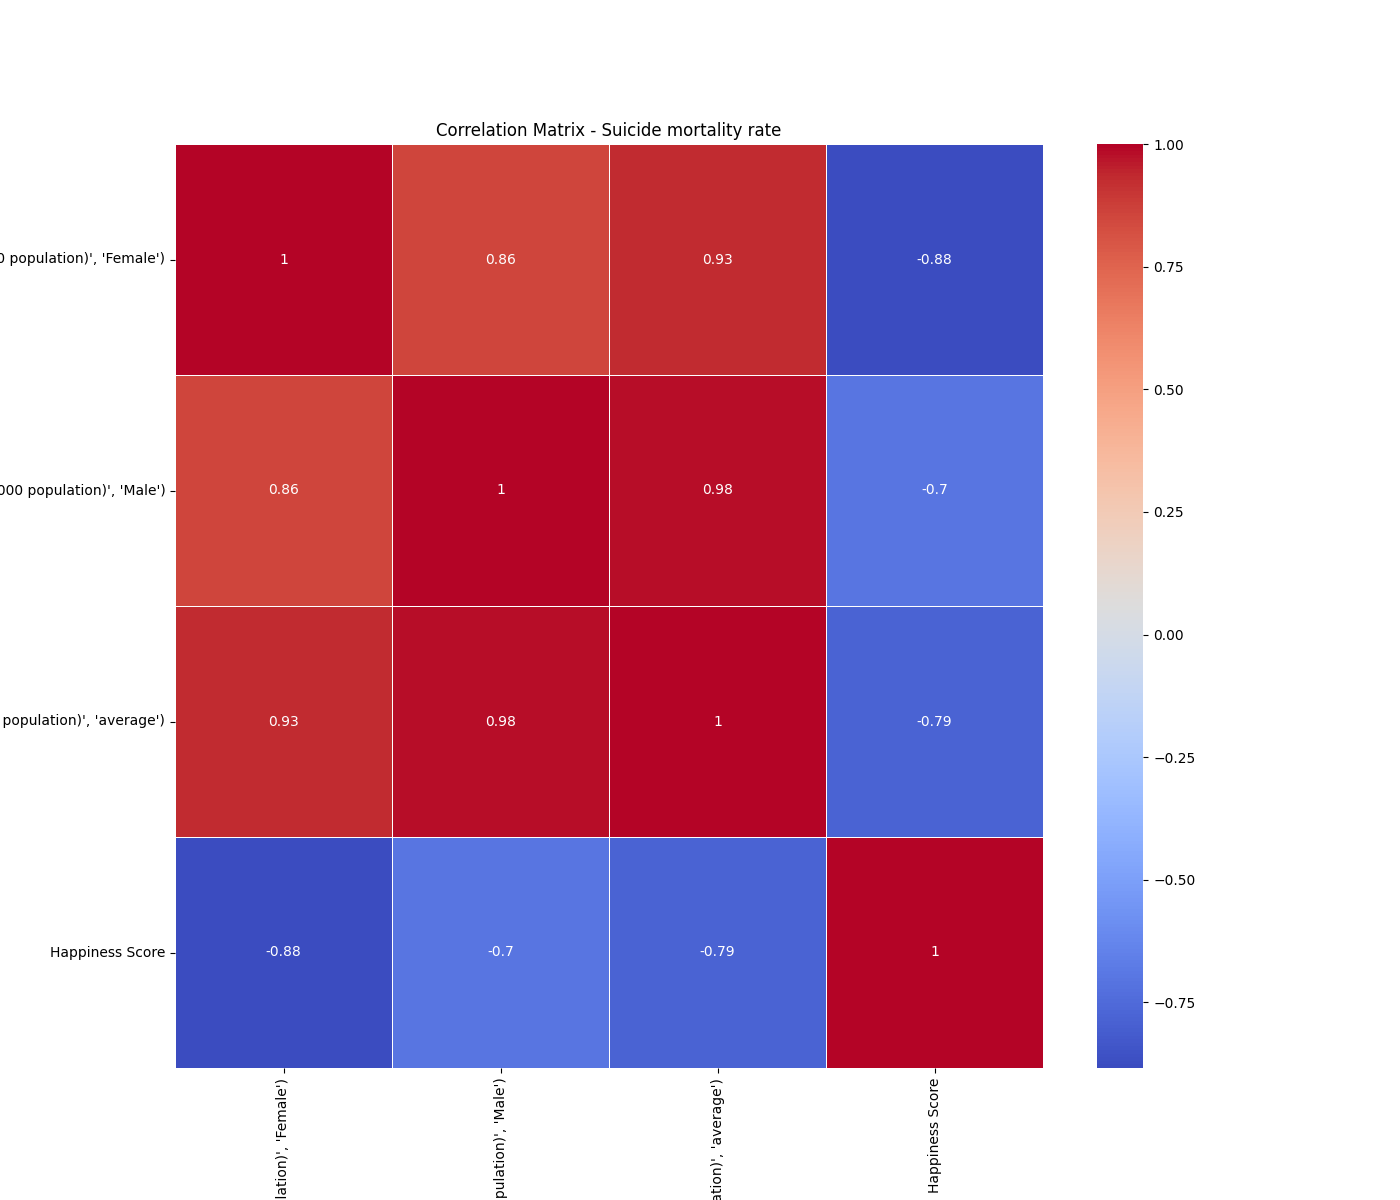 Correlation Matrix - Suicide mortality rate
0 population)', 'Female')
1 0.86 0.93 -0.88
000 population)', 'Male')
0.86 1 0.98 -0.7
population)', 'average')
0.93 0.98 1 -0.79
Happiness Score
-0.88 -0.7 -0.79 1
lation)', 'Female')
pulation)', 'Male')
ation)', 'average')
Happiness Score
1.00
0.75
0.50
0.25
0.00
−0.25
−0.50
−0.75